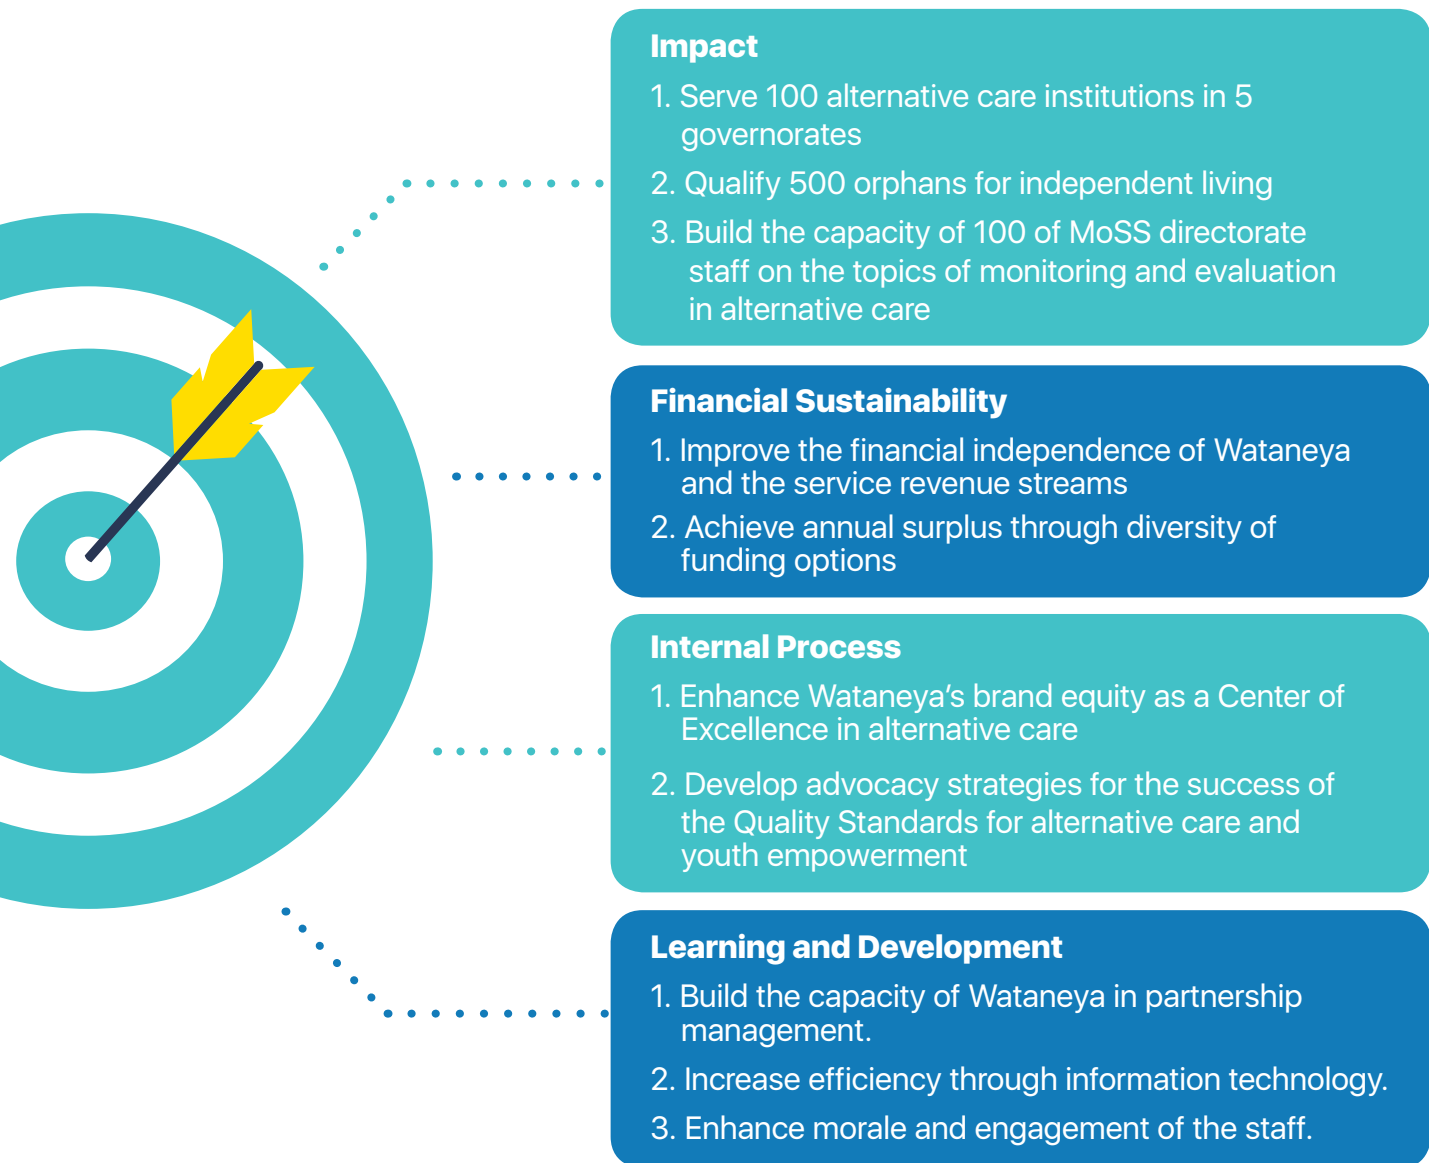 Impact
1. Serve 100 alternative care institutions in 5
governorates
2. Qualify 500 orphans for independent living
3. Build the capacity of 100 of MoSS directorate
staff on the topics of monitoring and evaluation
in alternative care
Financial Sustainability
1. Improve the financial independence of Wataneya
and the service revenue streams
2. Achieve annual surplus through diversity of
funding options
Internal Process
1. Enhance Wataneya’s brand equity as a Center of
Excellence in alternative care
2. Develop advocacy strategies for the success of
the Quality Standards for alternative care and
youth empowerment
Learning and Development
1. Build the capacity of Wataneya in partnership
management.
2. Increase efficiency through information technology.
3. Enhance morale and engagement of the staff.